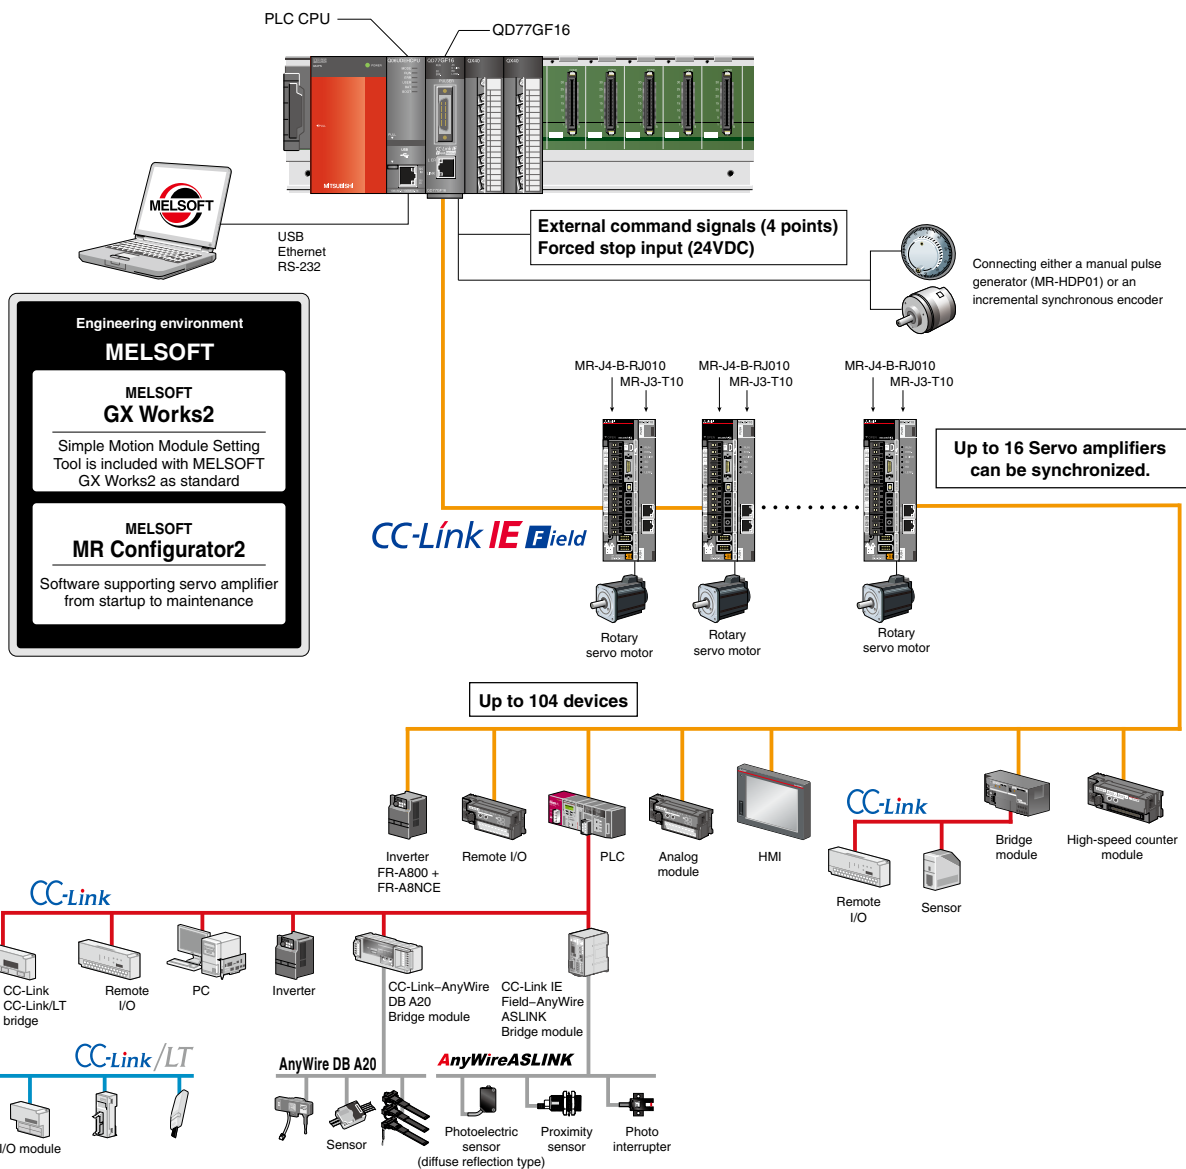 PLC CPU
QD77GF16
QD77GF16
QX40
QX40
MITSUBISHI
MELSOFT
USB
Ethernet
RS-232
External command signals (4 points)
Forced stop input (24VDC)
Connecting either a manual pulse
generator (MR-HDP01) or an
incremental synchronous encoder
Engineering environment
MELSOFT
MELSOFT
GX Works2
Simple Motion Module Setting
Tool is included with MELSOFT
GX Works2 as standard
MELSOFT
MR Configurator2
Software supporting servo amplifier
from startup to maintenance
MR-J4-B-RJ010
MR-J3-T10
MR-J4-B-RJ010
MR-J3-T10
MR-J4-B-RJ010
MR-J3-T10
Up to 16 Servo amplifiers
can be synchronized.
CC-Link IE Field
Rotary
servo motor
Rotary
servo motor
Rotary
servo motor
Up to 104 devices
Inverter
FR-A800 +
FR-A8NCE
Remote I/O
PLC
Analog
module
HMI
CC-Link
Bridge
module
High-speed counter
module
Remote
I/O
Sensor
CC-Link
CC-Link
CC-Link/LT
bridge
Remote
I/O
PC
Inverter
CC-Link–AnyWire
DB A20
Bridge module
CC-Link IE
Field–AnyWire
ASLINK
Bridge module
CC-Link/LT
AnyWire DB A20
AnyWireASLINK
I/O module
Sensor
Photoelectric
sensor
(diffuse reflection type)
Proximity
sensor
Photo
interrupter